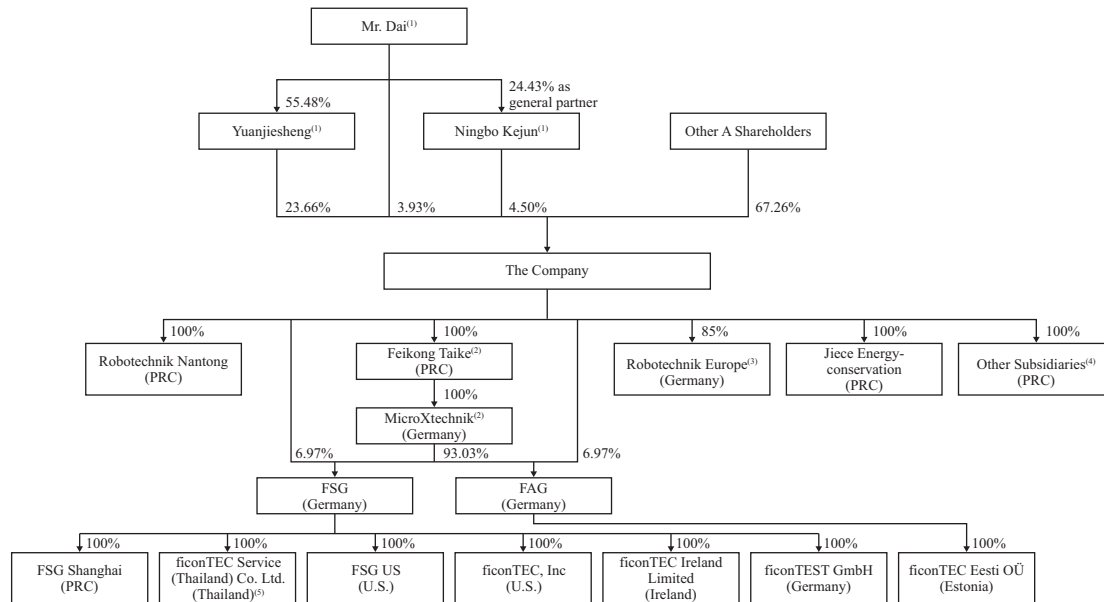 Mr. Dai(1)
24.43% as
general partner
55.48%
Yuanjiesheng(1)
Ningbo Kejun(1)
Other A Shareholders
23.66%
3.93%
4.50%
67.26%
The Company
100%
100%
85%
100%
100%
Robotechnik Nantong
(PRC)
Feikong Taike(2)
(PRC)
Robotechnik Europe(3)
(Germany)
Jiece Energy-
conservation
(PRC)
Other Subsidiaries(4)
(PRC)
100%
MicroXtechnik(2)
(Germany)
6.97%
93.03%
6.97%
FSG
(Germany)
FAG
(Germany)
100%
100%
100%
100%
100%
100%
100%
FSG Shanghai
(PRC)
ficonTEC Service
(Thailand) Co. Ltd.
(Thailand)(5)
FSG US
(U.S.)
ficonTEC, Inc
(U.S.)
ficonTEC Ireland
Limited
(Ireland)
ficonTEST GmbH
(Germany)
ficonTEC Eesti OÜ
(Estonia)